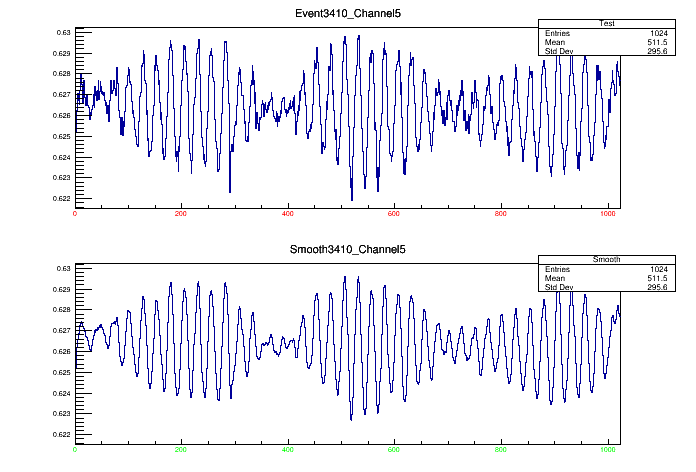 Event3410_Channel5
Test
Entries 1024
Mean 511.5
Std Dev 295.6
0.63
0.629
0.628
0.627
0.626
0.625
0.624
0.623
0.622
0 200 400 600 800 1000
Smooth3410_Channel5
Smooth
Entries 1024
Mean 511.5
Std Dev 295.6
0.63
0.629
0.628
0.627
0.626
0.625
0.624
0.623
0.622
0 200 400 600 800 1000